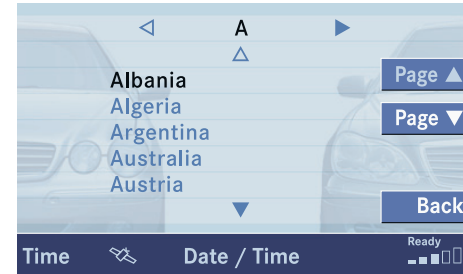 A
Albania
Page
Algeria
Page
Argentina
Australia
Austria
Back
Ready
Time Date / Time